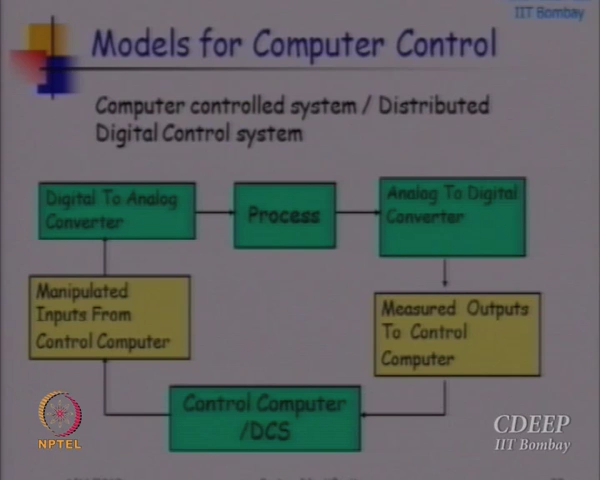 IIT Bombay
Models for Computer Control
Computer controlled system / Distributed
Digital Control system
Digital To Analog
Converter
Process
Analog To Digital
Converter
Manipulated
Inputs From
Control Computer
Measured Outputs
To Control
Computer
Control Computer
/DCS
NPTEL
CDEEP
IIT Bombay